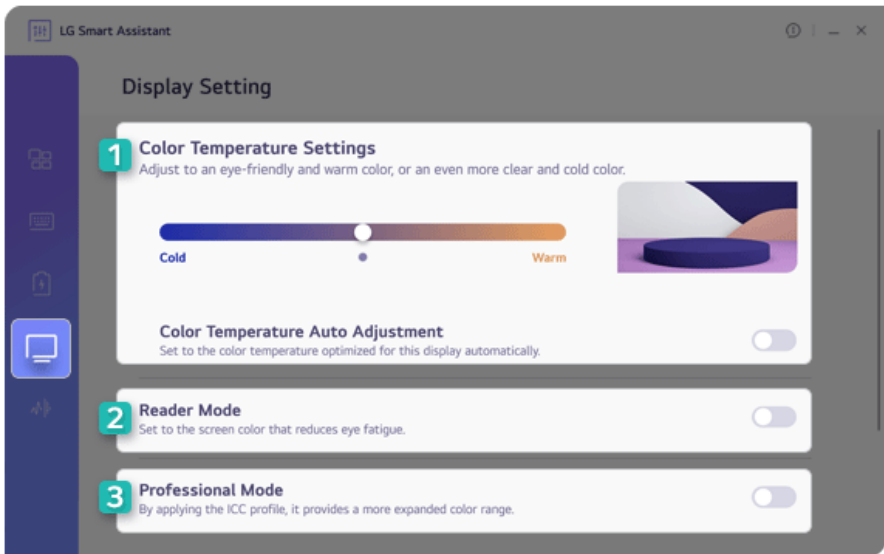 LG Smart Assistant
Display Setting
1
Color Temperature Settings
Adjust to an eye-friendly and warm color, or an even more clear and cold color.
Cold
Warm
Color Temperature Auto Adjustment
Set to the color temperature optimized for this display automatically.
2
Reader Mode
Set to the screen color that reduces eye fatigue.
3
Professional Mode
By applying the ICC profile, it provides a more expanded color range.